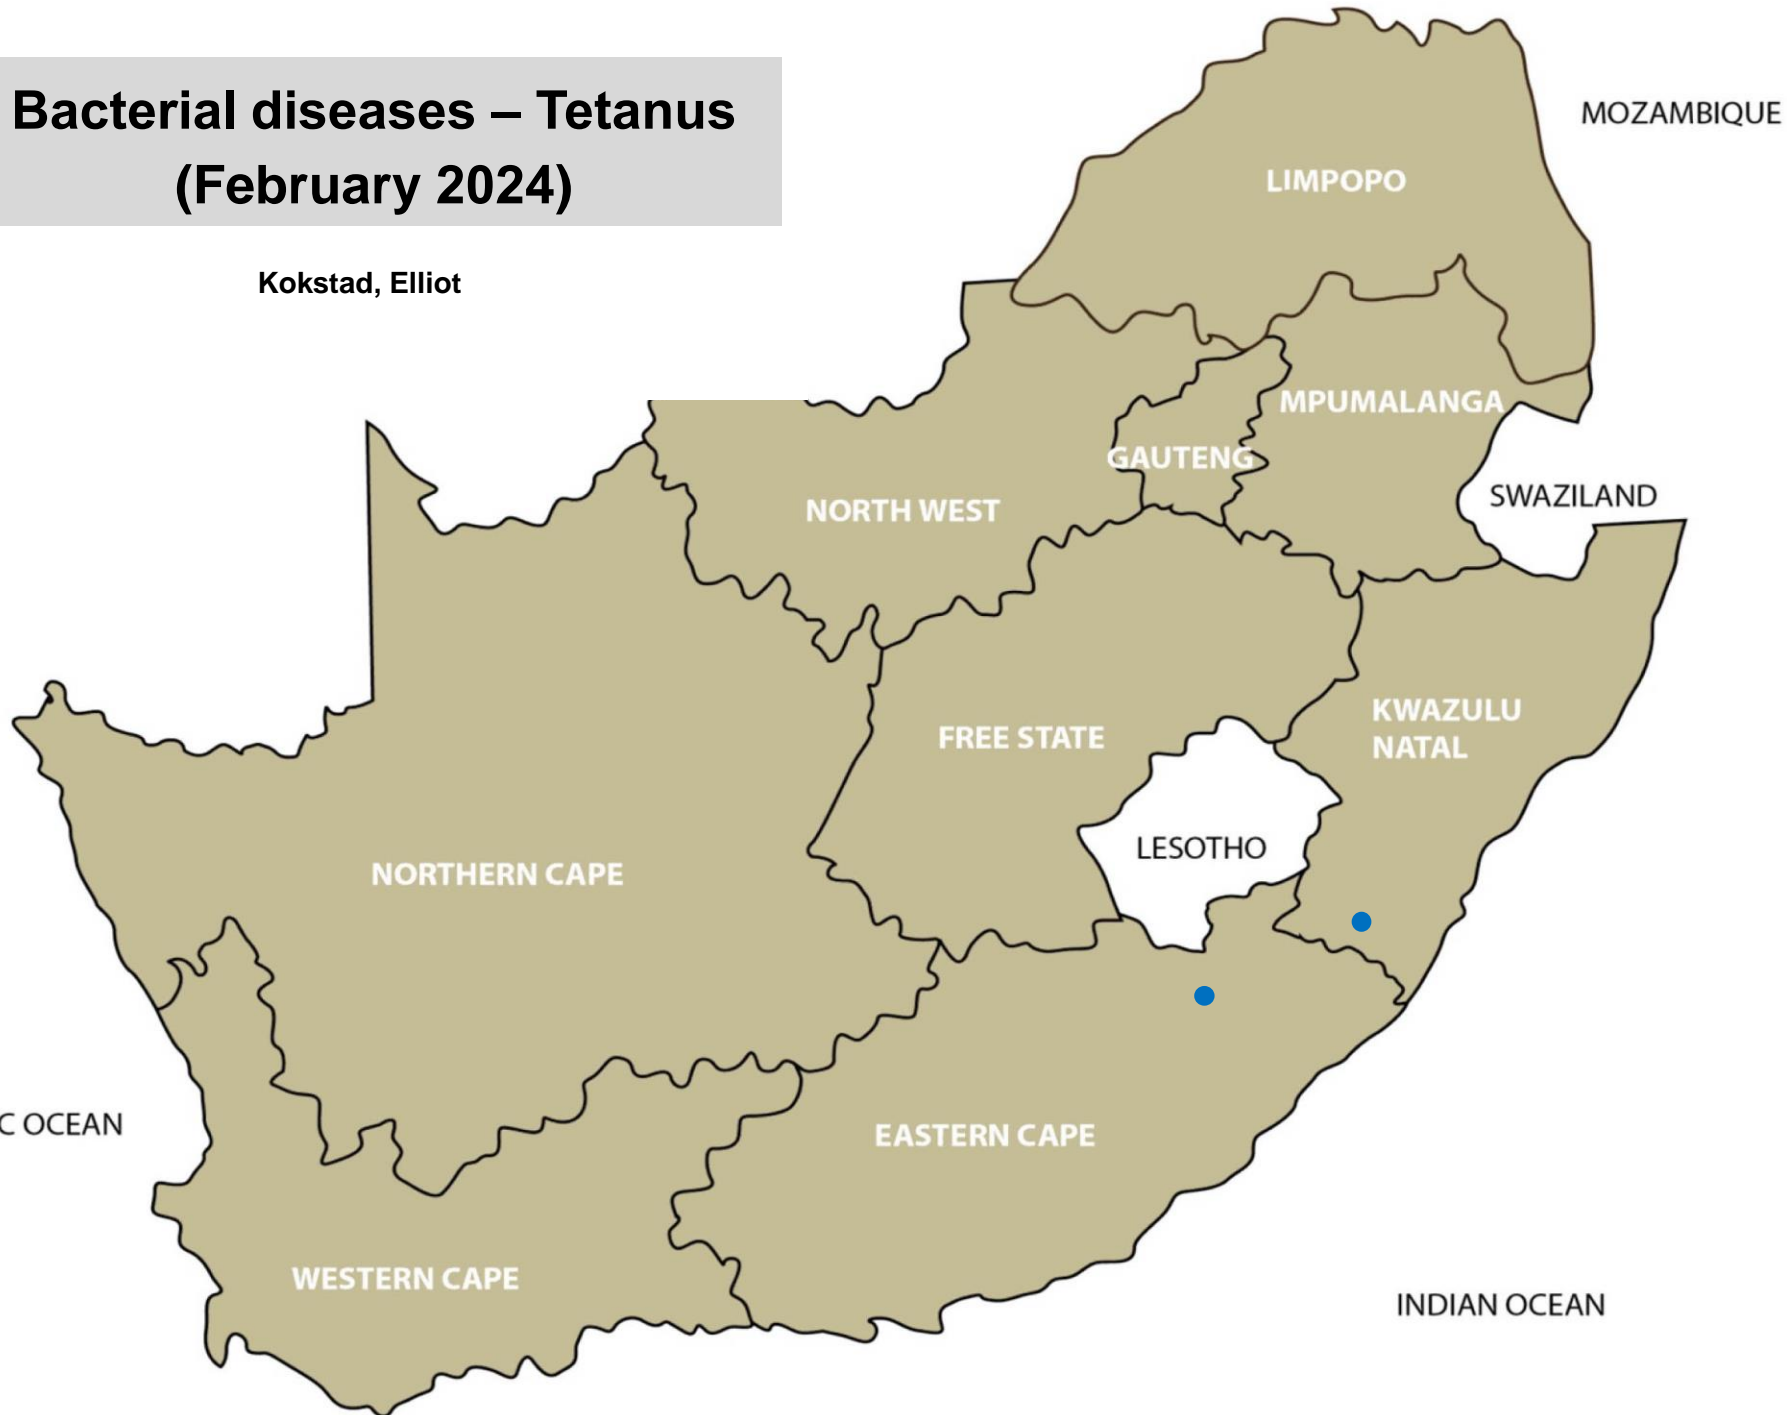 Bacterial diseases – Tetanus
(February 2024)
Kokstad, Elliot
MOZAMBIQUE
LIMPOPO
MPUMALANGA
GAUTENG
SWAZILAND
NORTH WEST
KWAZULU
NATAL
FREE STATE
LESOTHO
NORTHERN CAPE
C OCEAN
EASTERN CAPE
WESTERN CAPE
INDIAN OCEAN